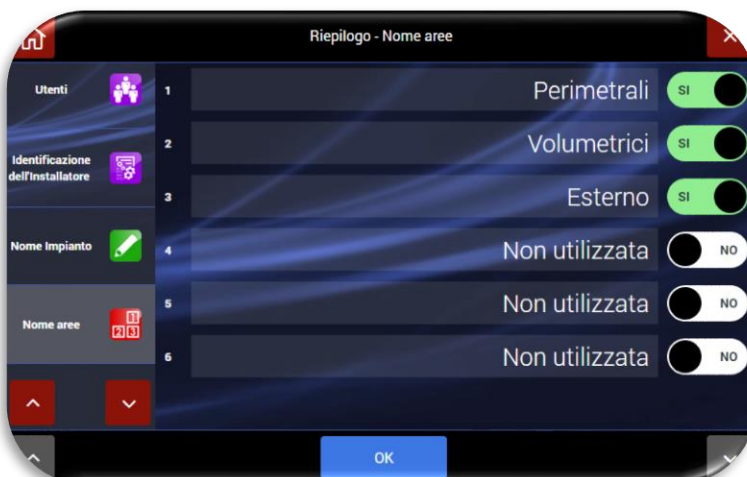 Riepilogo - Nome aree
Utenti
Identificazione
dell'Installatore
Nome Impianto
Nome aree
1 Perimetrali SI
2 Volumetrici SI
3 Esterno SI
4 Non utilizzata NO
5 Non utilizzata NO
6 Non utilizzata NO
OK